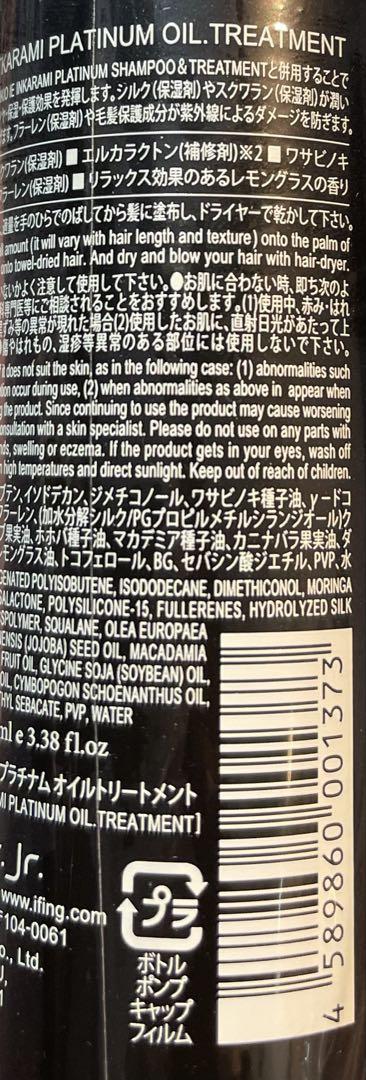 KARAMI PLATINUM OIL.TREATMENT
INKARAMI PLATINUM SHAMPOO＆TREATMENTと併用することで
・保湿・保護効果を発揮します。シルク(保湿剤)やスクワラン(保湿剤)が潤い
ます。フラーレン(保湿剤)や毛髪保護成分が紫外線によるダメージを防ぎます。
クワラン(保湿剤) ■ エルカラクトン(補修剤)※2 ■ ワサビノキ
ラーレン(保湿剤) ■ リラックス効果のあるレモングラスの香り
適量を手のひらでのばしてから髪に塗布し、ドライヤーで乾かして下さい。
amount (it will vary with hair length and texture) onto the palm of
onto towel-dried hair. And dry and blow your hair with hair-dryer.
ないかよく注意して使用して下さい。●お肌に合わない時、即ち次のよ
科専門医等にご相談されることをおすすめします。(1)使用中、赤み・はれ
ずみ等の異常が現れた場合(2)使用したお肌に、直射日光があたって上
傷やはれもの、湿疹等異常のある部位には使用しないで下さい。
it does not suit the skin, as in the following case: (1) abnormalities such
tion occur during use, (2) when abnormalities as above in appear when
g the product. Since continuing to use the product may cause worsening
onsultation with a skin specialist. Please do not use on any parts with
nds, swelling or eczema. If the product gets in your eyes, wash off
high temperatures and direct sunlight. Keep out of reach of children.
ブテン、イソドデカン、ジメチコノール、ワサビノキ種子油、γ-ドコ
フラーレン、(加水分解シルク/PGプロピルメチルシランジオール)ク
ブ果実油、ホホバ種子油、マカデミア種子油、カニナバラ果実油、ダ
モングラス油、トコフェロール、BG、セバシン酸ジエチル、PVP、水
GENATED POLYISOBUTENE, ISODODECANE, DIMETHICONOL, MORINGA
ALACTONE, POLYSILICONE-15, FULLERENES, HYDROLYZED SILK
SPOLYMER, SQUALANE, OLEA EUROPAEA
ENSIS (JOJOBA) SEED OIL, MACADAMIA
FRUIT OIL, GLYCINE SOJA (SOYBEAN) OIL,
OIL, CYMBOPOGON SCHOENANTHUS OIL,
HYL SEBACATE, PVP, WATER
ml e 3.38 fl.oz
プラチナム オイルトリートメント
MI PLATINUM OIL.TREATMENT]
Jr.
www.ifing.com
〒104-0061
o., Ltd.
プラ
ボトル
ポンプ
キャップ
フィルム
4 589860 001373